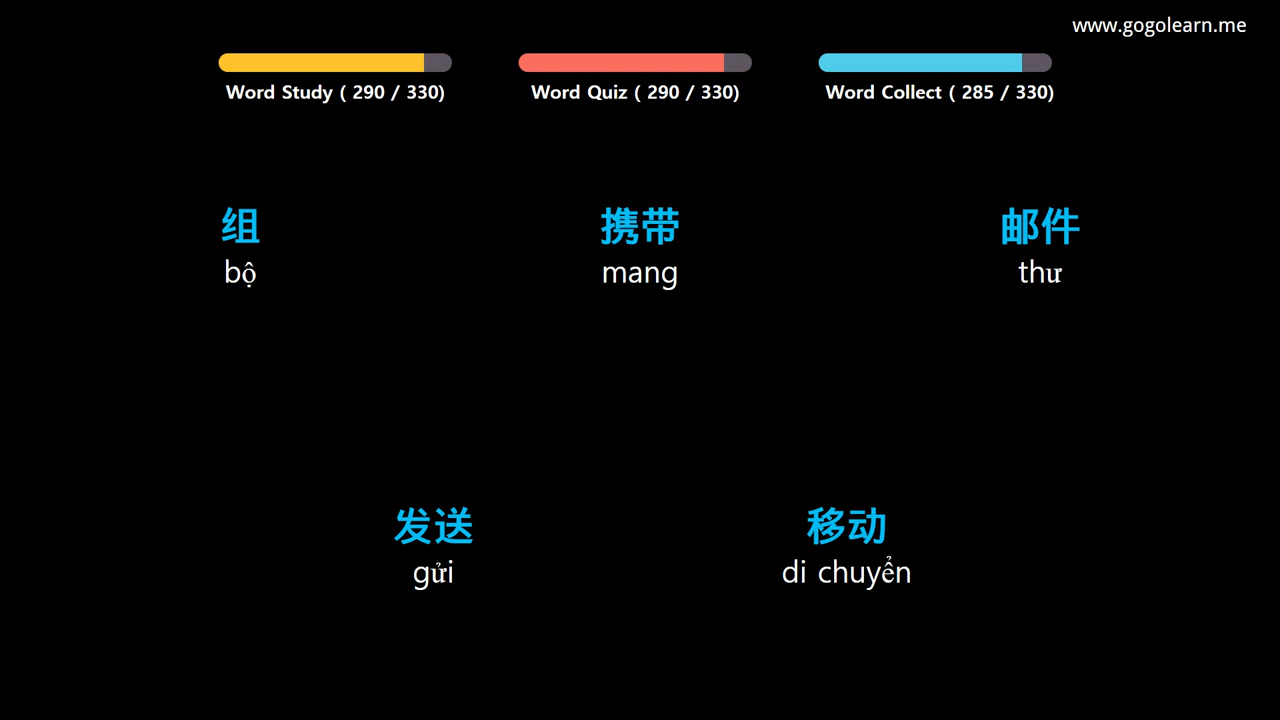 www.gogolearn.me
Word Study ( 290 / 330)
Word Quiz ( 290 / 330)
Word Collect ( 285 / 330)
组
bộ
携带
mang
邮件
thư
发送
gửi
移动
di chuyển